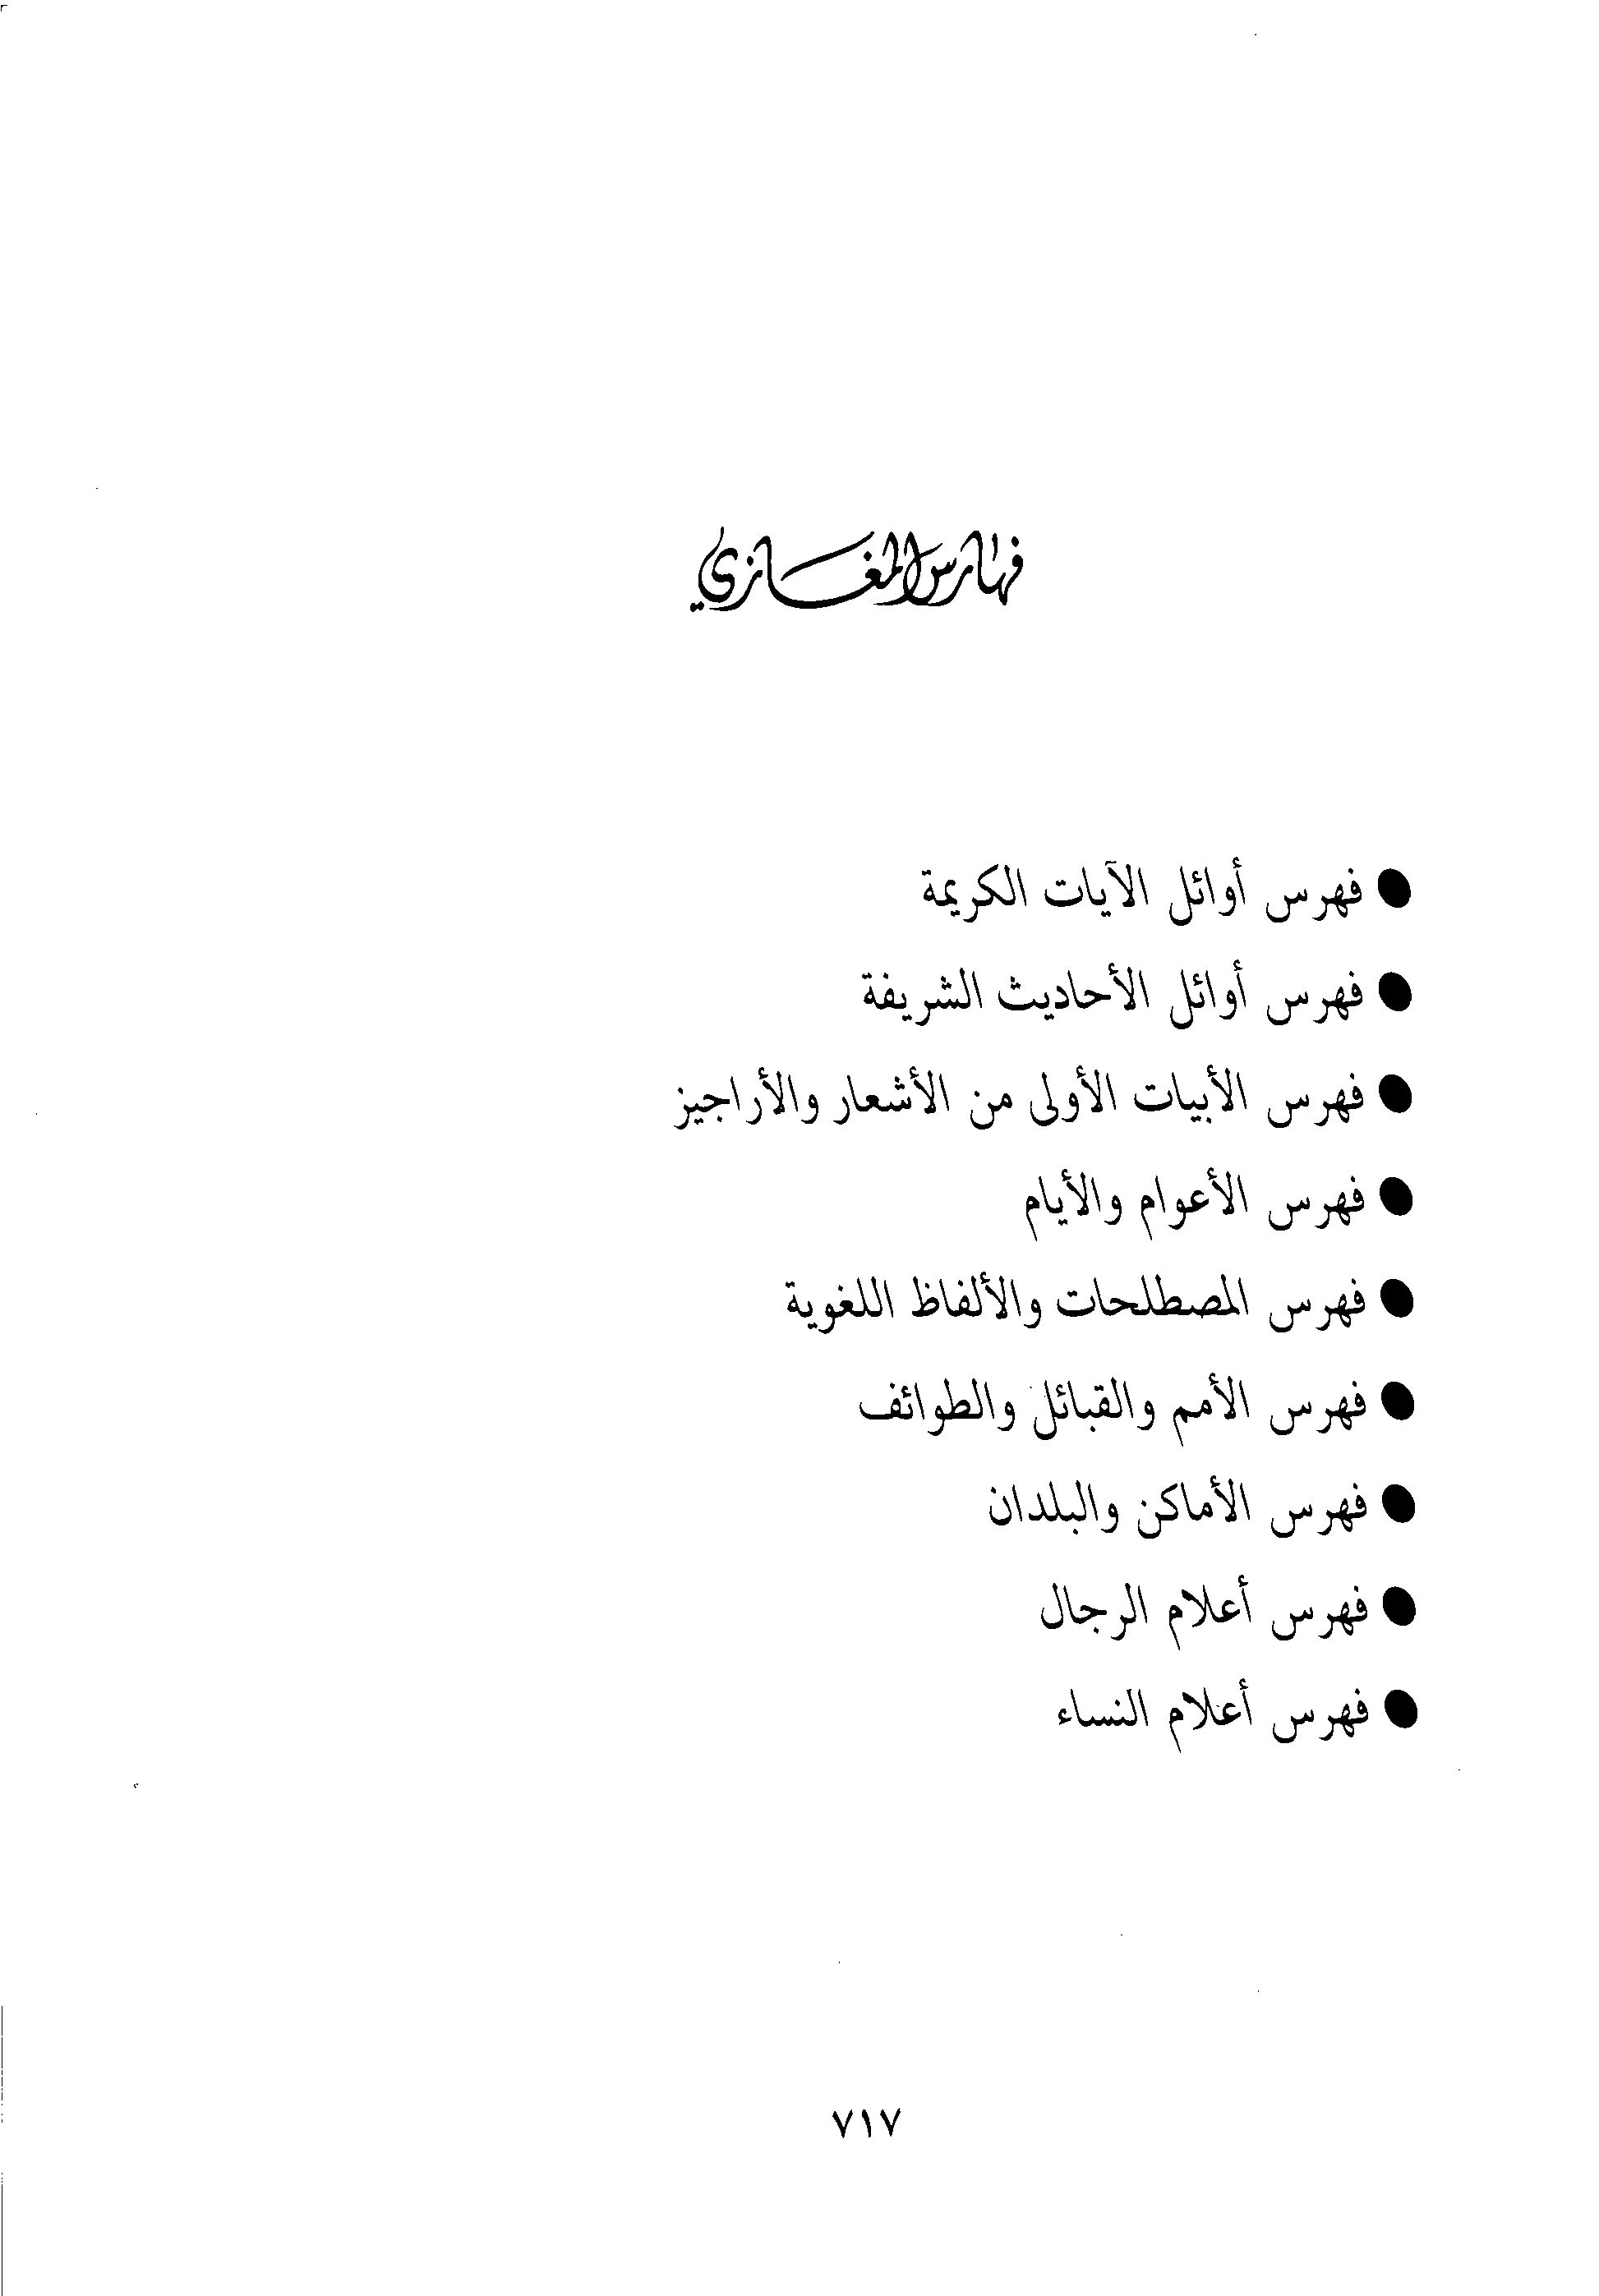 فهارس المغازي
● فهرس أوائل الآيات الكريمة
● فهرس أوائل الأحاديث الشريفة
● فهرس الأبيات الأولى من الأشعار والأراجيز
● فهرس الأعوام والأيام
● فهرس المصطلحات والألفاظ اللغوية
● فهرس الأمم والقبائل والطوائف
● فهرس الأماكن والبلدان
● فهرس أعلام الرجال
● فهرس أعلام النساء
٧١٧